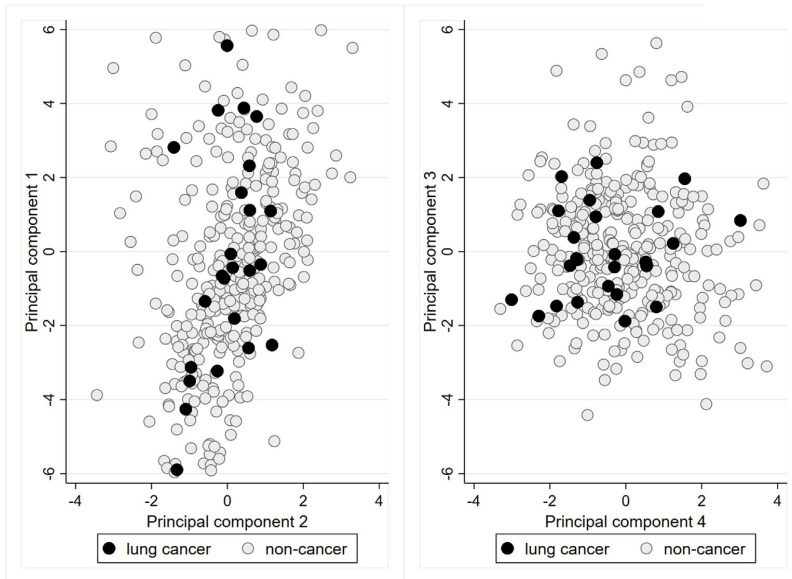 Principal component 1
6
4
2
0
-2
-4
-6
-4 -2 0 2 4
Principal component 2
lung cancer non-cancer
Principal component 3
6
4
2
0
-2
-4
-6
-4 -2 0 2 4
Principal component 4
lung cancer non-cancer